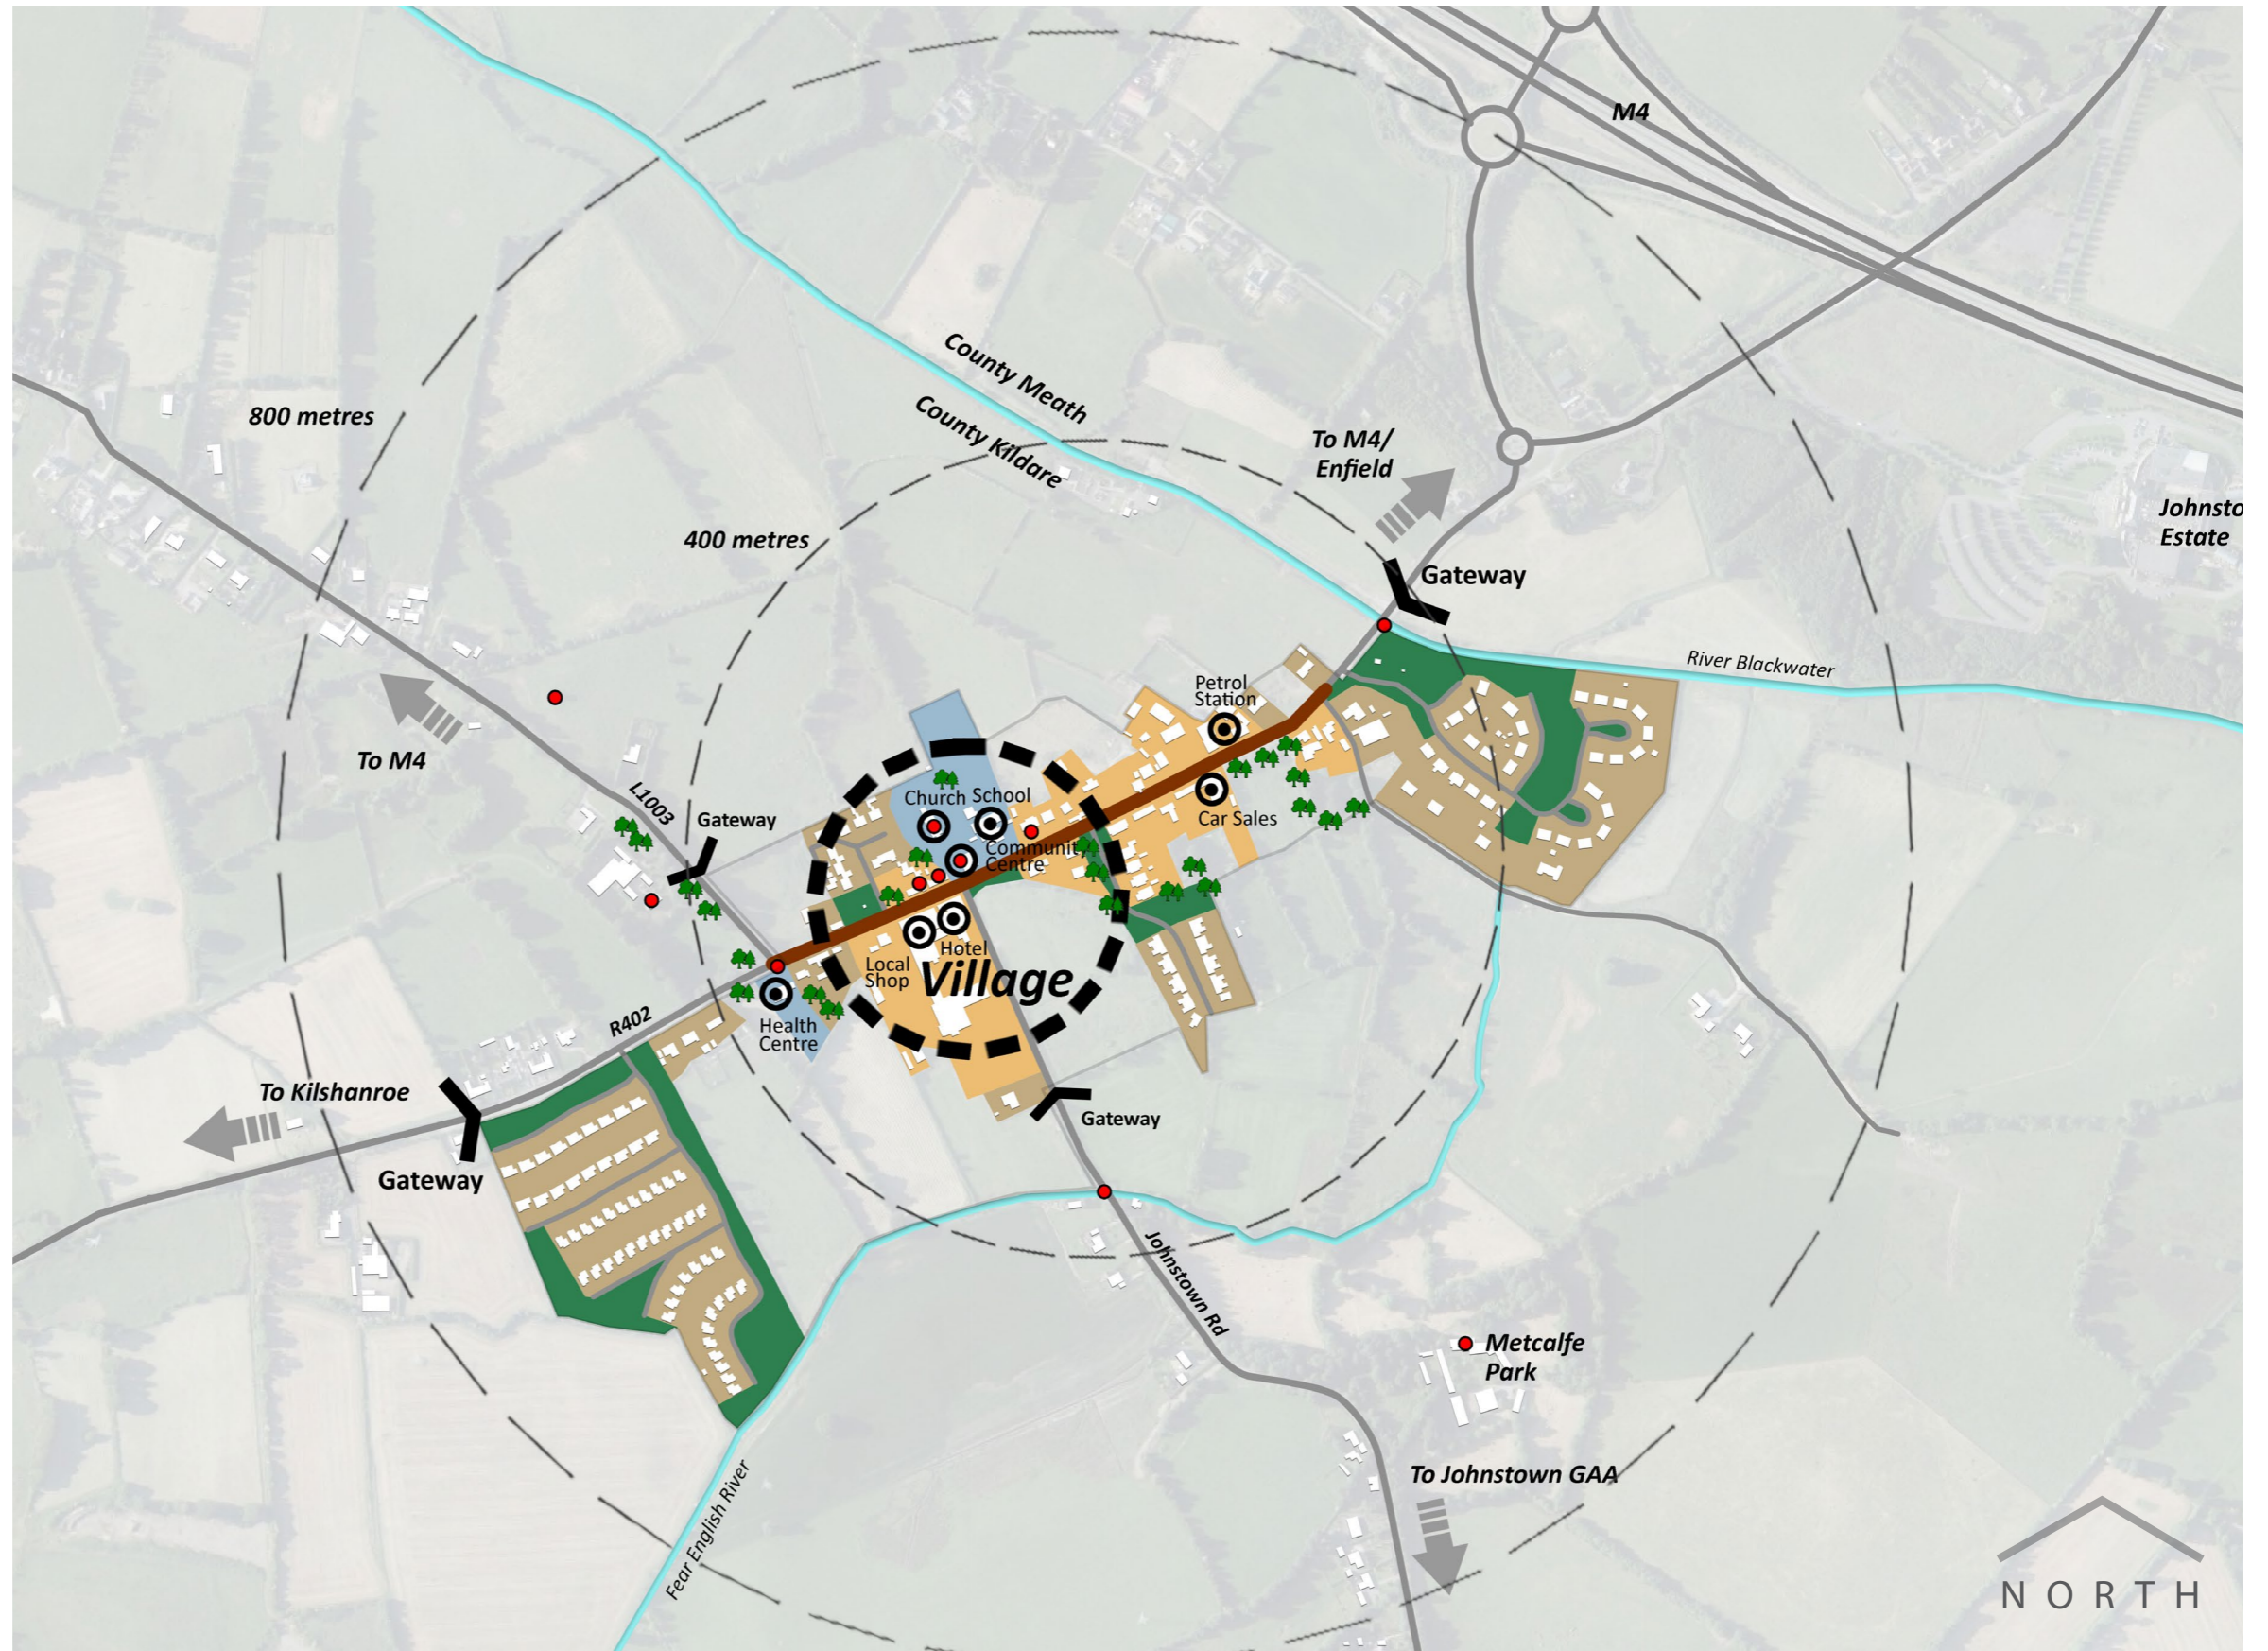 M4
County Meath
County Kildare
800 metres
400 metres
To M4/
Enfield
Johnsto
Estate
Gateway
River Blackwater
Petrol
Station
To M4
L1003
Gateway
Church
School
Car Sales
Community
Centre
Hotel
Local
Shop
Village
R402
Health
Centre
To Kilshanroe
Gateway
Gateway
Johnstown Rd
Metcalfe
Park
To Johnstown GAA
Fear English River
NORTH